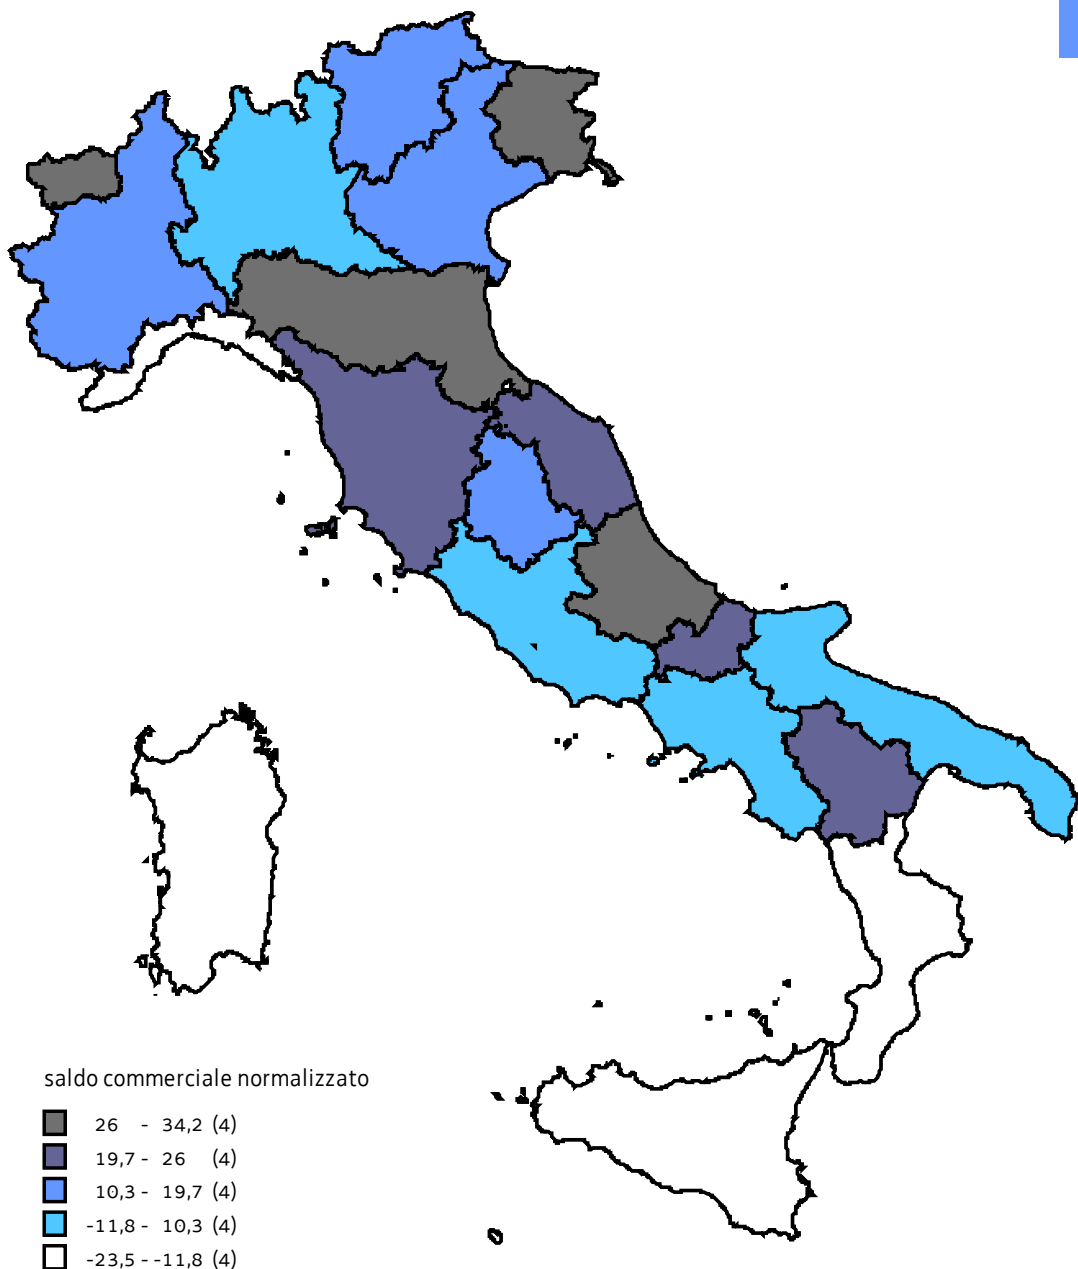 saldo commerciale normalizzato
26 - 34,2 (4)
19,7 - 26 (4)
10,3 - 19,7 (4)
-11,8 - 10,3 (4)
-23,5 - -11,8 (4)